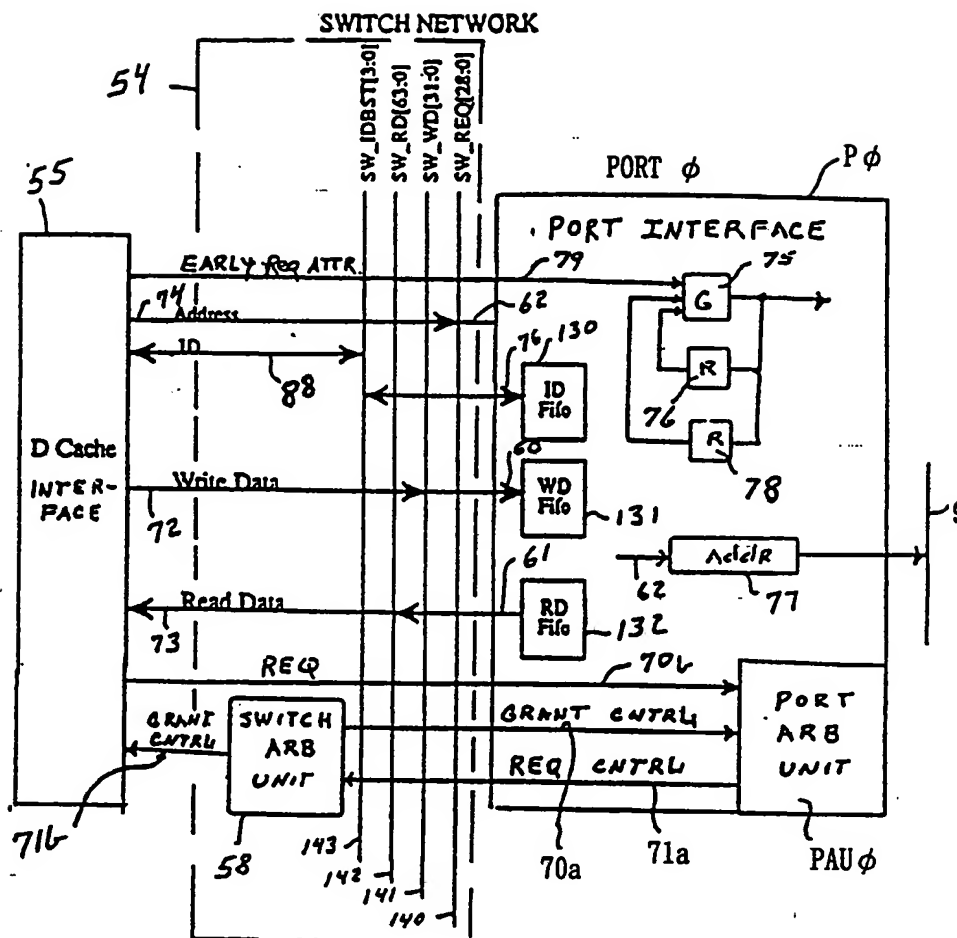 SWITCH NETWORK
54
SW_IDBST[3:0]
SW_RD[63:0]
SW_WD[31:0]
SW_REQ[28:0]
PORT φ
Pφ
55
PORT INTERFACE
EARLY Req ATTR.
79
75
G
74
Address
62
ID
88
76
130
ID
Fifo
R
76
R
78
D Cache
INTER-
FACE
Write Data
72
60
WD
Fifo
131
9
62
AddR
77
Read Data
73
61
RD
Fifo
132
REQ
70b
GRANT
CNTRL
SWITCH
ARB
UNIT
GRANT CNTRL
REQ CNTRL
PORT
ARB
UNIT
71b
58
143
142
141
140
70a
71a
PAUφ